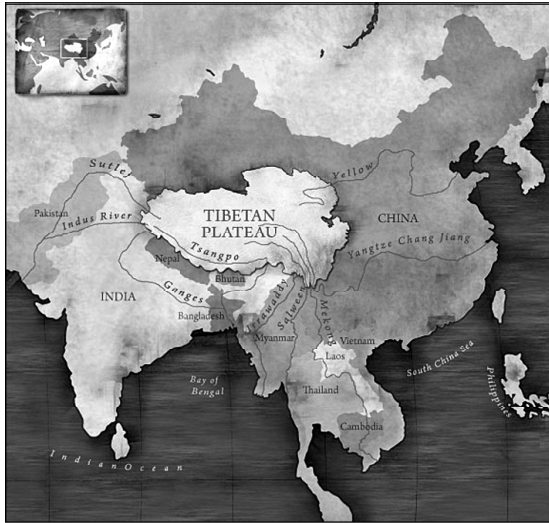 Yellow
Sutlej
Pakistan
Indus River
TIBETAN
PLATEAU
CHINA
Tsangpo
Yangtze Chang Jiang
Nepal
Bhutan
INDIA
Ganges
Irrawaddy
Salween
Mekong
Bangladesh
Myanmar
Vietnam
Laos
South China Sea
Bay of
Bengal
Thailand
Philippines
Cambodia
Indian Ocean